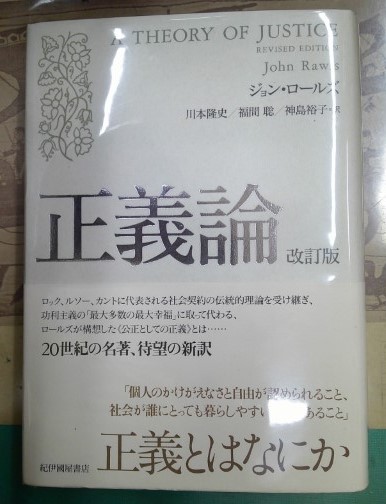 A THEORY OF JUSTICE
REVISED EDITION
John Rawls
ジョン・ロールズ
川本隆史／福間 聡／神島裕子・訳
正義論 改訂版
ロック、ルソー、カントに代表される社会契約の伝統的理論を受け継ぎ、
功利主義の「最大多数の最大幸福」に取って代わる、
ロールズが構想した〈公正としての正義〉とは……
20世紀の名著、待望の新訳
「個人のかけがえなさと自由が認められること、
社会が誰にとっても暮らしやすい あること」
正義とはなにか
紀伊國屋書店